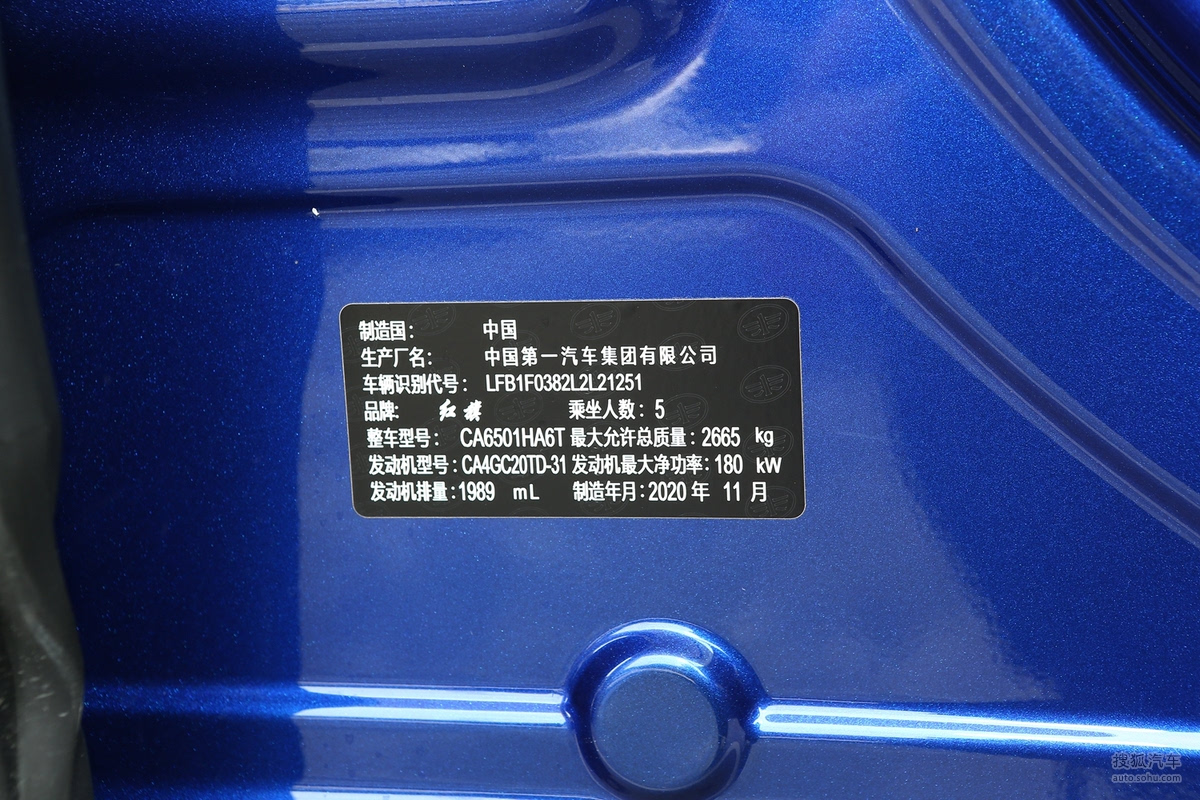 制造国： 中国
生产厂名： 中国第一汽车集团有限公司
车辆识别代号： LFB1F0382L2L21251
品牌： 红旗 乘坐人数：5
整车型号： CA6501HA6T 最大允许总质量：2665 kg
发动机型号：CA4GC20TD-31 发动机最大净功率：180 kW
发动机排量：1989 mL 制造年月：2020 年 11 月
搜狐汽车
auto.sohu.com